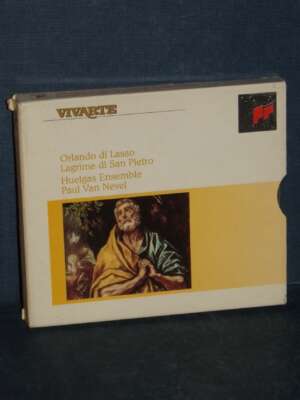 VIVARTE
Orlando di Lasso
Lagrime di San Pietro
Huelgas Ensemble
Paul Van Nevel